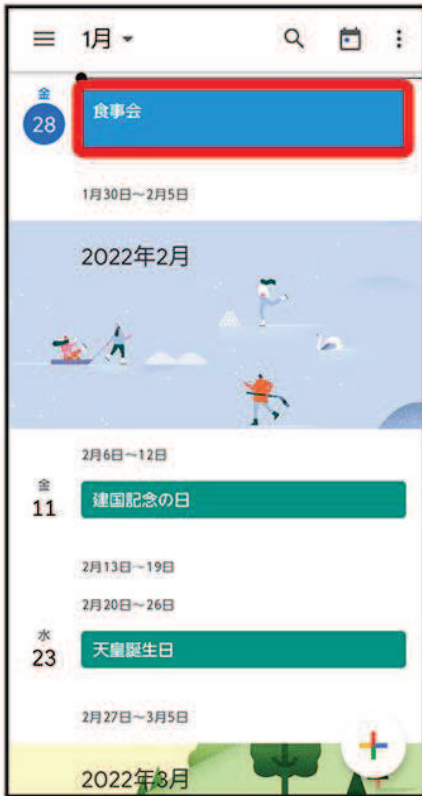 1月
金
28
食事会
1月30日～2月5日
2022年2月
2月6日～12日
金
11
建国記念の日
2月13日～19日
2月20日～26日
水
23
天皇誕生日
2月27日～3月5日
2022年3月